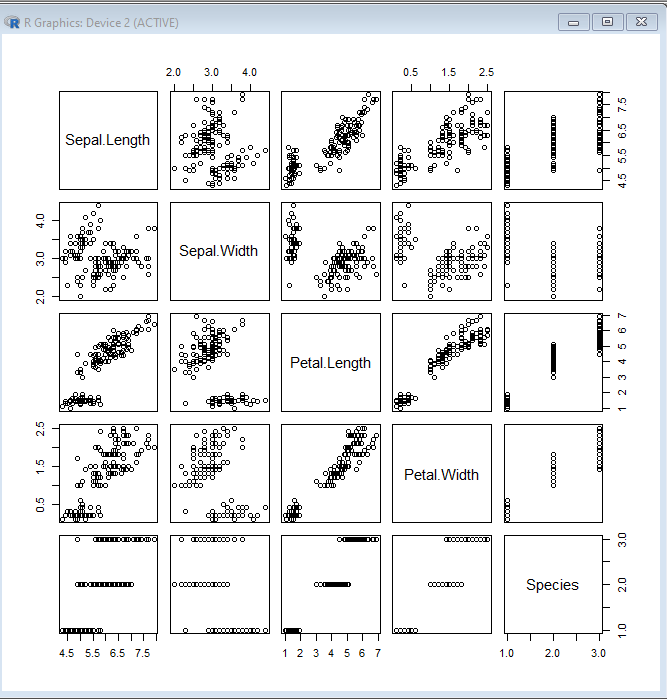 R Graphics: Device 2 (ACTIVE)
2.0 3.0 4.0
0.5 1.5 2.5
Sepal.Length
4.5 5.5 6.5 7.5
2.0 3.0 4.0
Sepal.Width
Petal.Length
1 2 3 4 5 6 7
0.5 1.5 2.5
Petal.Width
Species
1.0 2.0 3.0
4.5 5.5 6.5 7.5
1 2 3 4 5 6 7
1.0 2.0 3.0